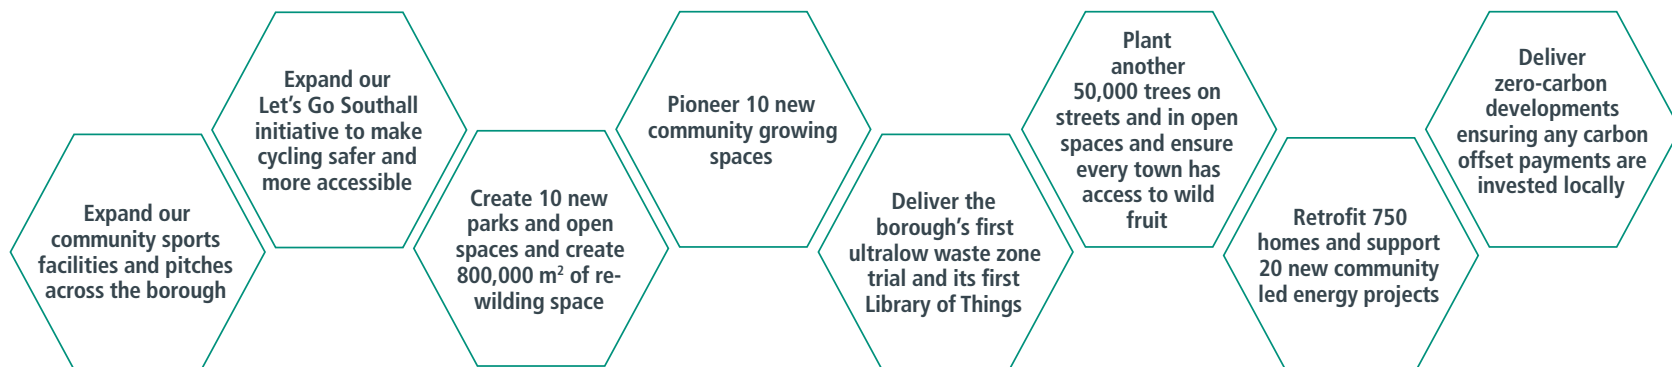 Expand our
community sports
facilities and pitches
across the borough
Expand our
Let's Go Southall
initiative to make
cycling safer and
more accessible
Create 10 new
parks and open
spaces and create
800,000 m² of re-
wilding space
Pioneer 10 new
community growing
spaces
Deliver the
borough's first
ultralow waste zone
trial and its first
Library of Things
Plant
another
50,000 trees on
streets and in open
spaces and ensure
every town has
access to wild
fruit
Retrofit 750
homes and support
20 new community
led energy projects
Deliver
zero-carbon
developments
ensuring any carbon
offset payments are
invested locally